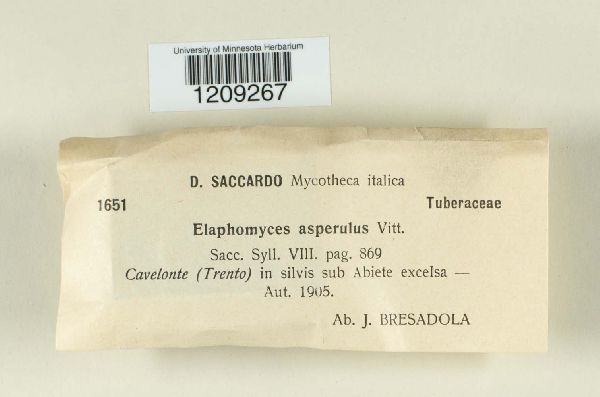 University of Minnesota Herbarium
1209267
D. SACCARDO Mycotheca italica
1651 Tuberaceae
Elaphomyces asperulus Vitt.
Sacc. Syll. VIII. pag. 869
Cavelonte (Trento) in silvis sub Abiete excelsa —
Aut. 1905.
Ab. J. BRESADOLA